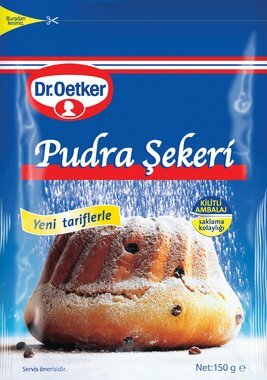 Buradan
kesiniz.
Dr.Oetker
Pudra Şekeri
KİLİTLİ
AMBALAJ
saklama
kolaylığı
Yeni tariflerle
Servis önerisidir.
Net:150 g e